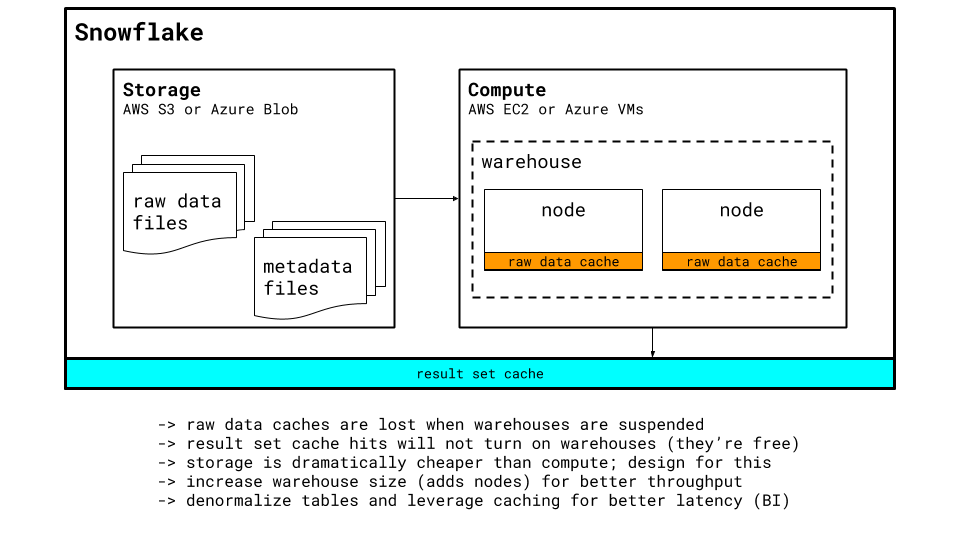 Snowflake
Storage
AWS S3 or Azure Blob
raw data
files
metadata
files
Compute
AWS EC2 or Azure VMs
warehouse
node
raw data cache
node
raw data cache
result set cache
-> raw data caches are lost when warehouses are suspended
-> result set cache hits will not turn on warehouses (they’re free)
-> storage is dramatically cheaper than compute; design for this
-> increase warehouse size (adds nodes) for better throughput
-> denormalize tables and leverage caching for better latency (BI)